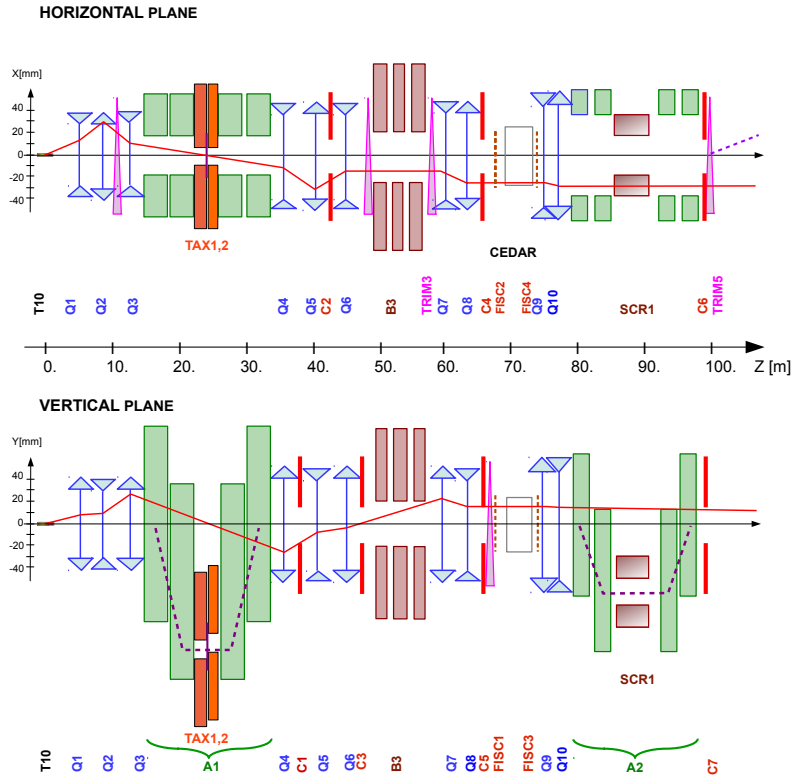 HORIZONTAL PLANE
X[mm]
40
20
0
-20
-40
TAX1,2
CEDAR
T10
Q1
Q2
Q3
Q4
Q5
C2
Q6
B3
TRIM3
Q7
Q8
C4
FISC2
FISC4
Q9
Q10
SCR1
C6
TRIM5
0. 10. 20. 30. 40. 50. 60. 70. 80. 90. 100. Z [m]
VERTICAL PLANE
Y[mm]
40
20
0
-20
-40
SCR1
TAX1,2
T10
Q1
Q2
Q3
A1
Q4
C1
Q5
Q6
C3
B3
Q7
Q8
C5
FISC1
FISC3
Q9
Q10
A2
C7